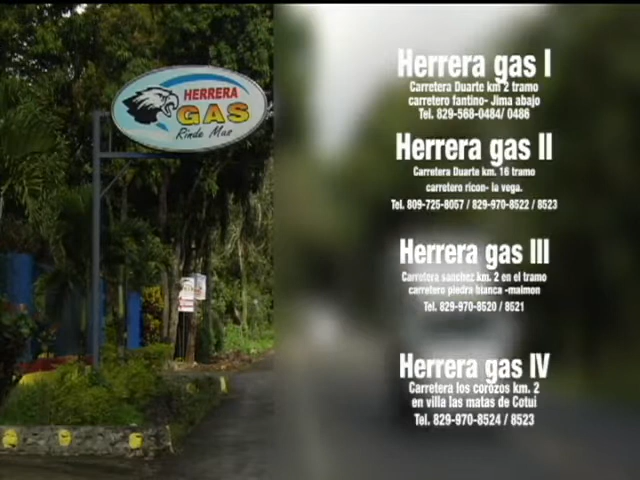 HERRERA
GAS
Rinde Mas
Herrera gas I
Carretera Duarte km 2 tramo
carretero fantino- Jima abajo
Tel. 829-568-0484/ 0486
Herrera gas II
Carretera Duarte km. 16 tramo
carretero ricon- la vega.
Tel. 809-725-8057 / 829-970-8522 / 8523
Herrera gas III
Carretera sanchez km. 2 en el tramo
carretero piedra blanca -maimon
Tel. 829-970-8520 / 8521
Herrera gas IV
Carretera los corozos km. 2
en villa las matas de Cotui
Tel. 829-970-8524 / 8523